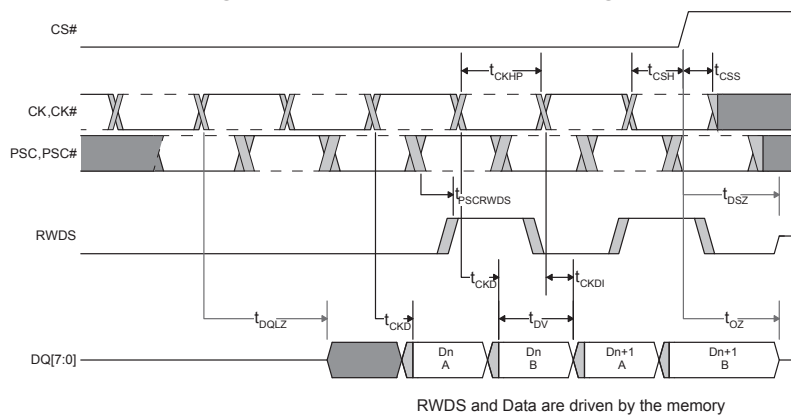 CS#
tCKHP
tCSH
tCSS
CK,CK#
PSC,PSC#
tPSCRWDS
tDSZ
RWDS
tCKD
tCKDI
tDQLZ
tCKD
tDV
tOZ
DQ[7:0]
Dn
A
Dn
B
Dn+1
A
Dn+1
B
RWDS and Data are driven by the memory